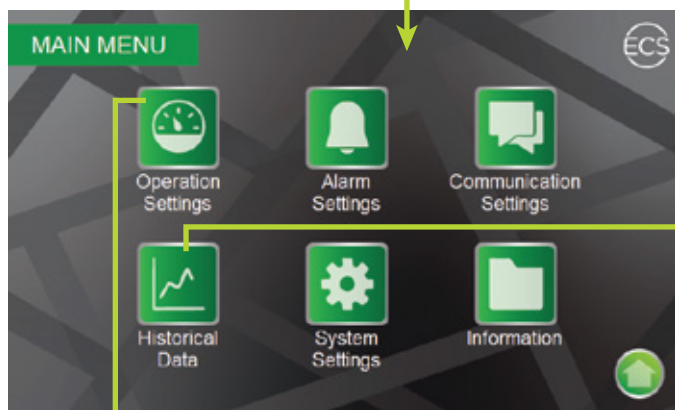 MAIN MENU
ECS
Operation
Settings
Alarm
Settings
Communication
Settings
Historical
Data
System
Settings
Information